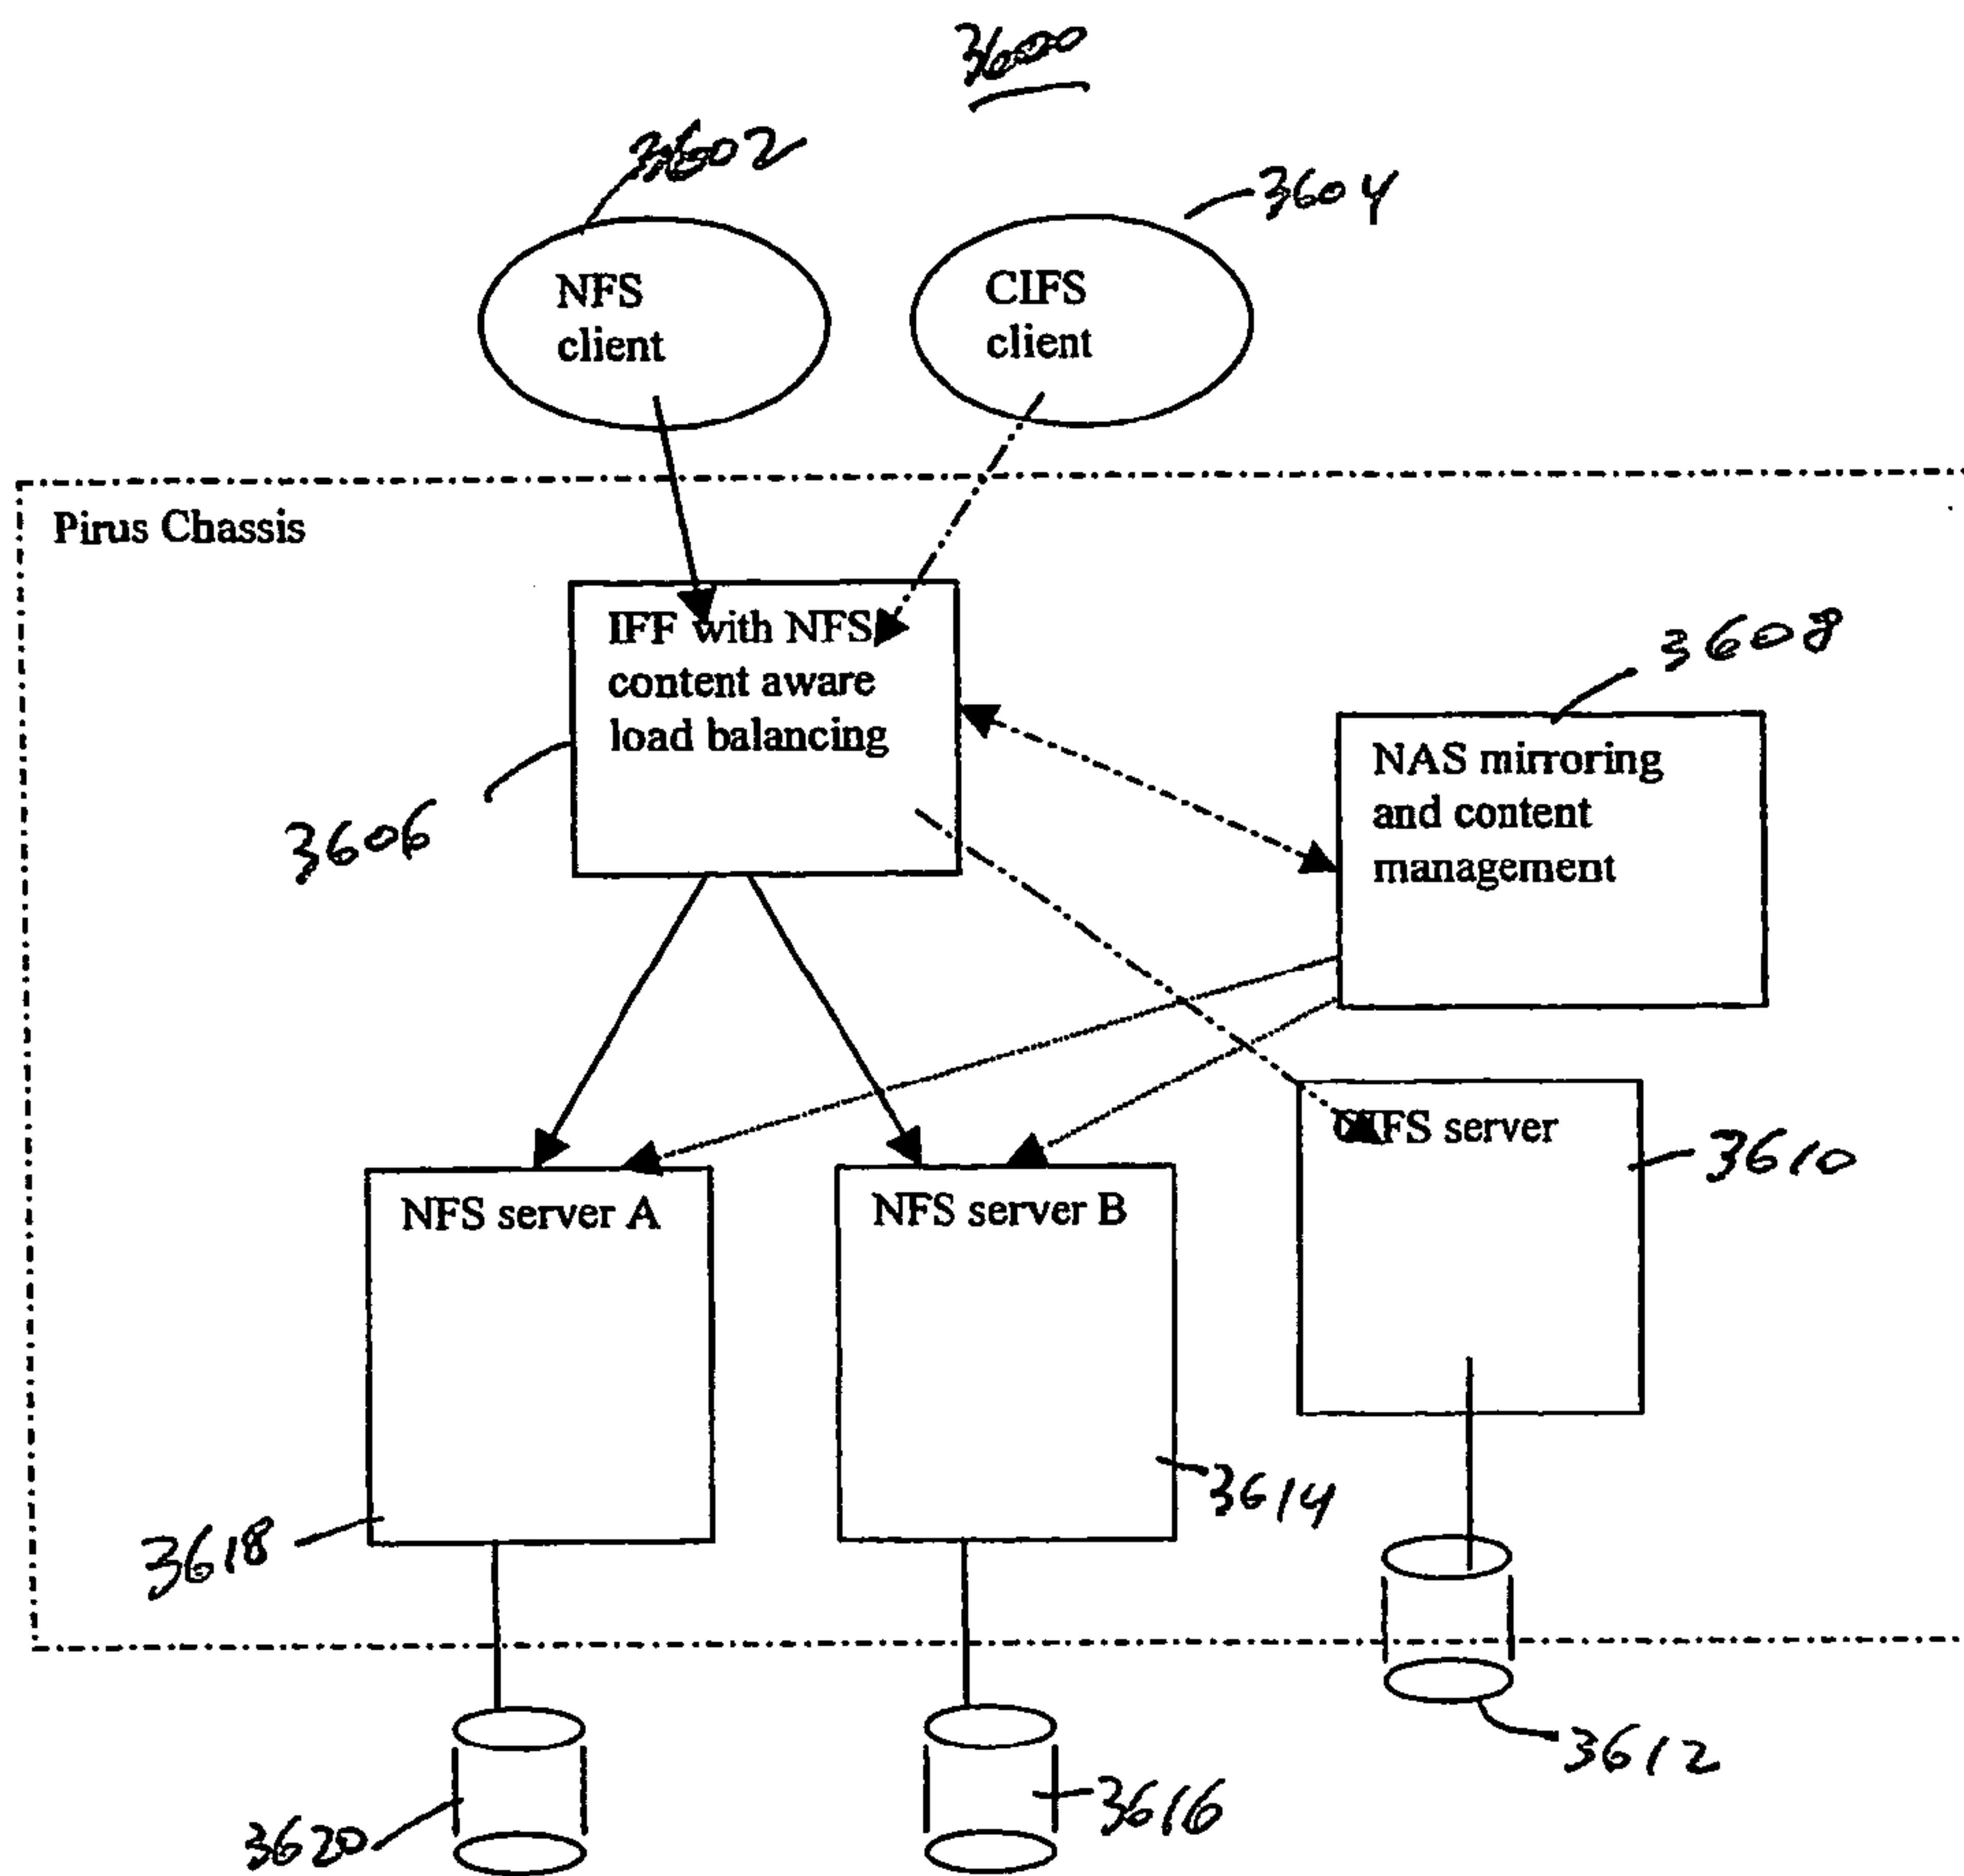 3600
3602
3604
NFS
client
CIFS
client
Pirus Chassis
IFF with NFS
content aware
load balancing
3606
3608
NAS mirroring
and content
management
CIFS server
3610
NFS server A
NFS server B
3614
3618
3612
3616
3620